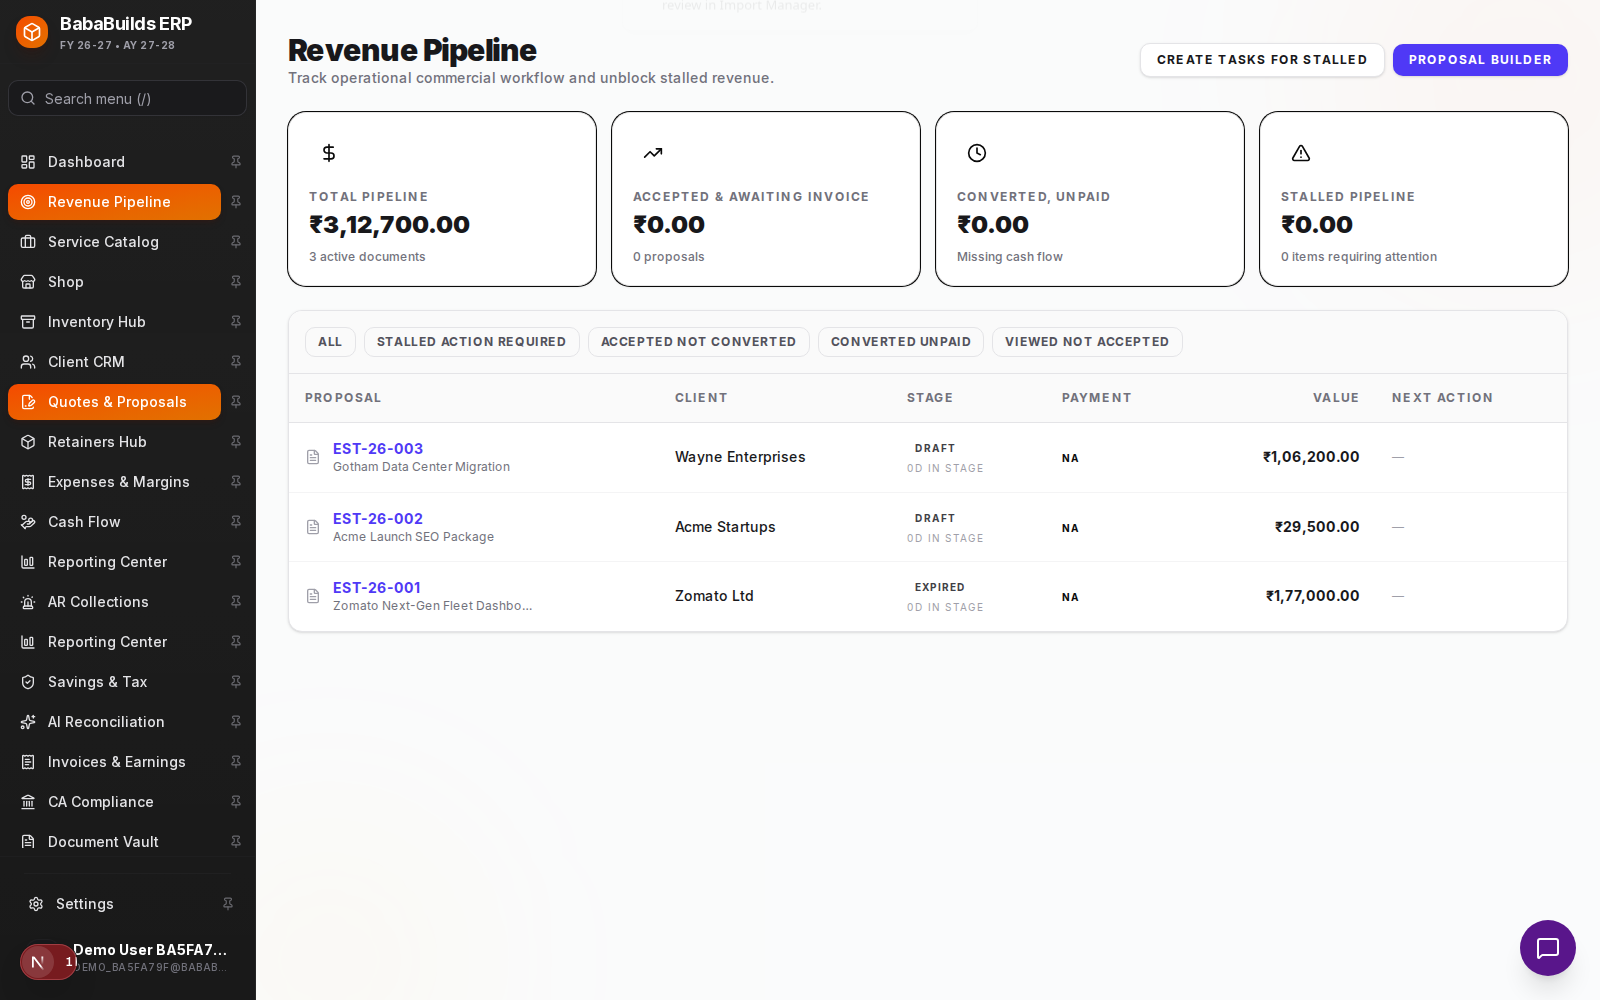 BabaBuilds ERP
FY 26-27 • AY 27-28
Search menu (/)
Dashboard
Revenue Pipeline
Service Catalog
Shop
Inventory Hub
Client CRM
Quotes & Proposals
Retainers Hub
Expenses & Margins
Cash Flow
Reporting Center
AR Collections
Reporting Center
Savings & Tax
AI Reconciliation
Invoices & Earnings
CA Compliance
Document Vault
Settings
Demo User BA5FA7...
DEMO_BA5FA79F@BABAB...
N 1
review in Import Manager.
Revenue Pipeline
Track operational commercial workflow and unblock stalled revenue.
CREATE TASKS FOR STALLED
PROPOSAL BUILDER
TOTAL PIPELINE
₹3,12,700.00
3 active documents
ACCEPTED & AWAITING INVOICE
₹0.00
0 proposals
CONVERTED, UNPAID
₹0.00
Missing cash flow
STALLED PIPELINE
₹0.00
0 items requiring attention
ALL STALLED ACTION REQUIRED ACCEPTED NOT CONVERTED CONVERTED UNPAID VIEWED NOT ACCEPTED
PROPOSAL CLIENT STAGE PAYMENT VALUE NEXT ACTION
EST-26-003
Gotham Data Center Migration
Wayne Enterprises
DRAFT
0D IN STAGE
NA
₹1,06,200.00
—
EST-26-002
Acme Launch SEO Package
Acme Startups
DRAFT
0D IN STAGE
NA
₹29,500.00
—
EST-26-001
Zomato Next-Gen Fleet Dashbo...
Zomato Ltd
EXPIRED
0D IN STAGE
NA
₹1,77,000.00
—